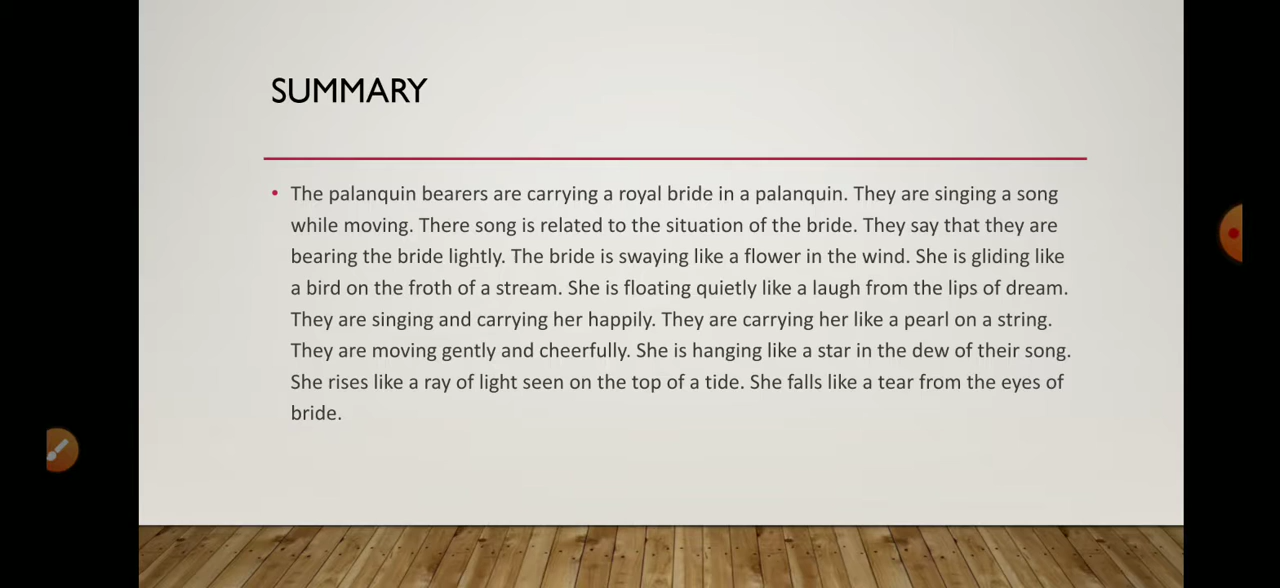 SUMMARY
• The palanquin bearers are carrying a royal bride in a palanquin. They are singing a song
while moving. There song is related to the situation of the bride. They say that they are
bearing the bride lightly. The bride is swaying like a flower in the wind. She is gliding like
a bird on the froth of a stream. She is floating quietly like a laugh from the lips of dream.
They are singing and carrying her happily. They are carrying her like a pearl on a string.
They are moving gently and cheerfully. She is hanging like a star in the dew of their song.
She rises like a ray of light seen on the top of a tide. She falls like a tear from the eyes of
bride.